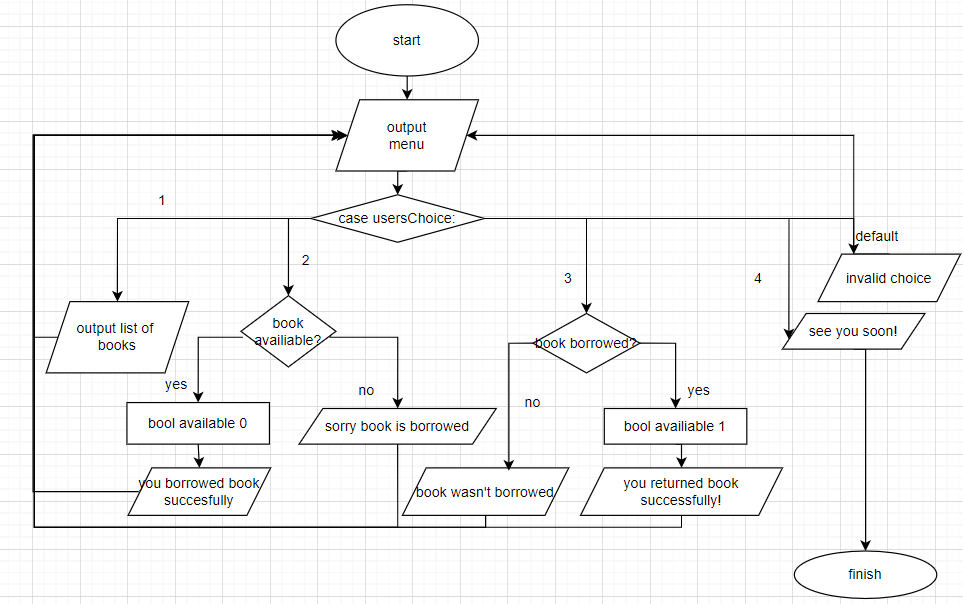 start
output
menu
1
case usersChoice:
default
2
3
4
invalid choice
output list of
books
book
availiable?
book borrowed?
see you soon!
yes
no
no
yes
bool available 0
sorry book is borrowed
bool availiable 1
you borrowed book
succesfully
book wasn't borrowed
you returned book
successfully!
finish